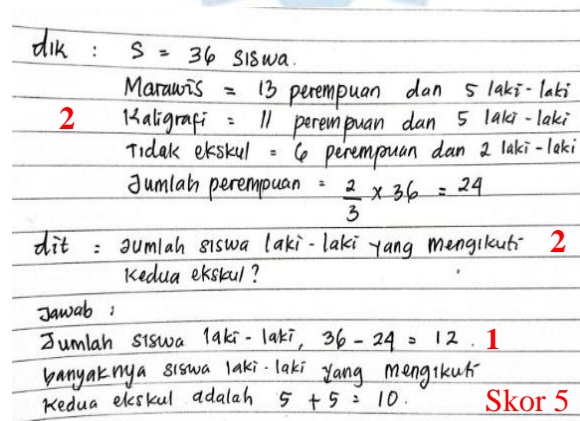 dik : S = 36 siswa.
Marawis = 13 perempuan dan 5 laki-laki
2 Kaligrafi = 11 perempuan dan 5 laki-laki
Tidak ekskul = 6 perempuan dan 2 laki-laki
Jumlah perempuan = 2/3 x 36 = 24
dit : Jumlah siswa laki-laki yang mengikuti 2
kedua ekskul?
Jawab :
Jumlah siswa laki-laki, 36 - 24 = 12. 1
banyaknya siswa laki-laki yang mengikuti
kedua ekskul adalah 5 + 5 = 10. Skor 5